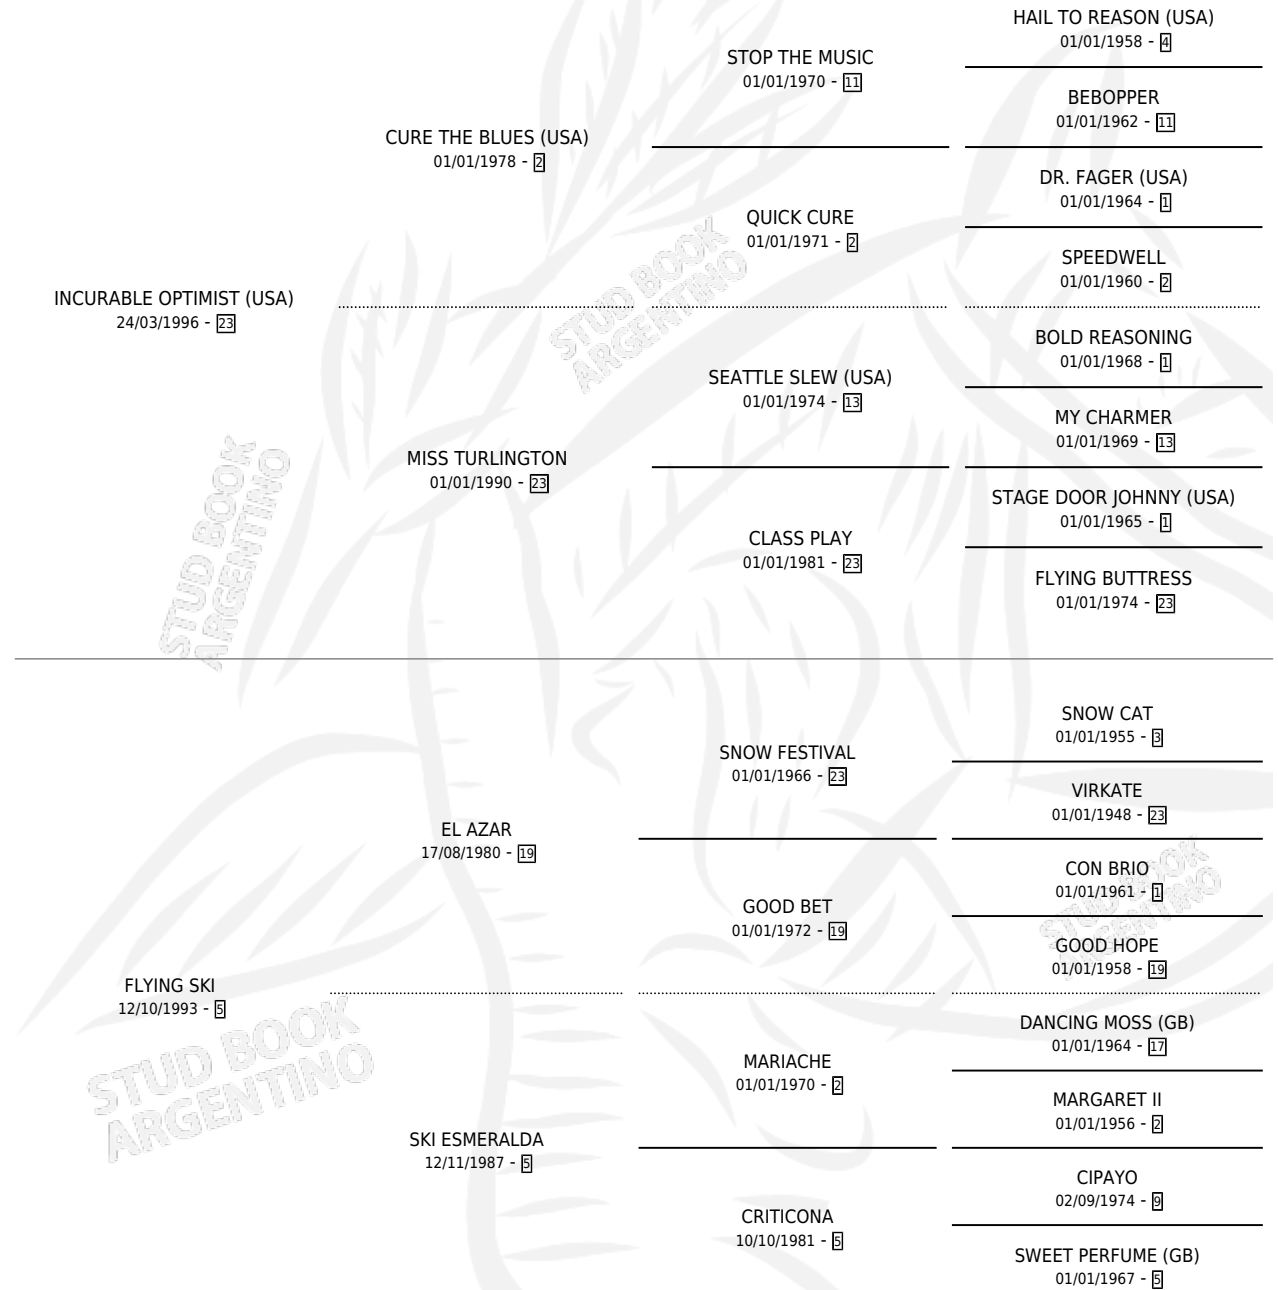 HAIL TO REASON (USA)
01/01/1958 - 4
STOP THE MUSIC
01/01/1970 - 11
BEBOPPER
01/01/1962 - 11
CURE THE BLUES (USA)
01/01/1978 - 2
DR. FAGER (USA)
01/01/1964 - 1
QUICK CURE
01/01/1971 - 2
SPEEDWELL
01/01/1960 - 2
INCURABLE OPTIMIST (USA)
24/03/1996 - 23
BOLD REASONING
01/01/1968 - 1
SEATTLE SLEW (USA)
01/01/1974 - 13
MY CHARMER
01/01/1969 - 13
MISS TURLINGTON
01/01/1990 - 23
STAGE DOOR JOHNNY (USA)
01/01/1965 - 1
CLASS PLAY
01/01/1981 - 23
FLYING BUTTRESS
01/01/1974 - 23
SNOW CAT
01/01/1955 - 3
SNOW FESTIVAL
01/01/1966 - 23
VIRKATE
01/01/1948 - 23
EL AZAR
17/08/1980 - 19
CON BRIO
01/01/1961 - 1
GOOD BET
01/01/1972 - 19
GOOD HOPE
01/01/1958 - 19
FLYING SKI
12/10/1993 - 5
DANCING MOSS (GB)
01/01/1964 - 17
MARIACHE
01/01/1970 - 2
MARGARET II
01/01/1956 - 2
SKI ESMERALDA
12/11/1987 - 5
CIPAYO
02/09/1974 - 9
CRITICONA
10/10/1981 - 5
SWEET PERFUME (GB)
01/01/1967 - 5
STUD BOOK
ARGENTINO
STUD BOOK
ARGENTINO
STUD BOOK
ARGENTINO
STUD BOOK
ARGENTINO